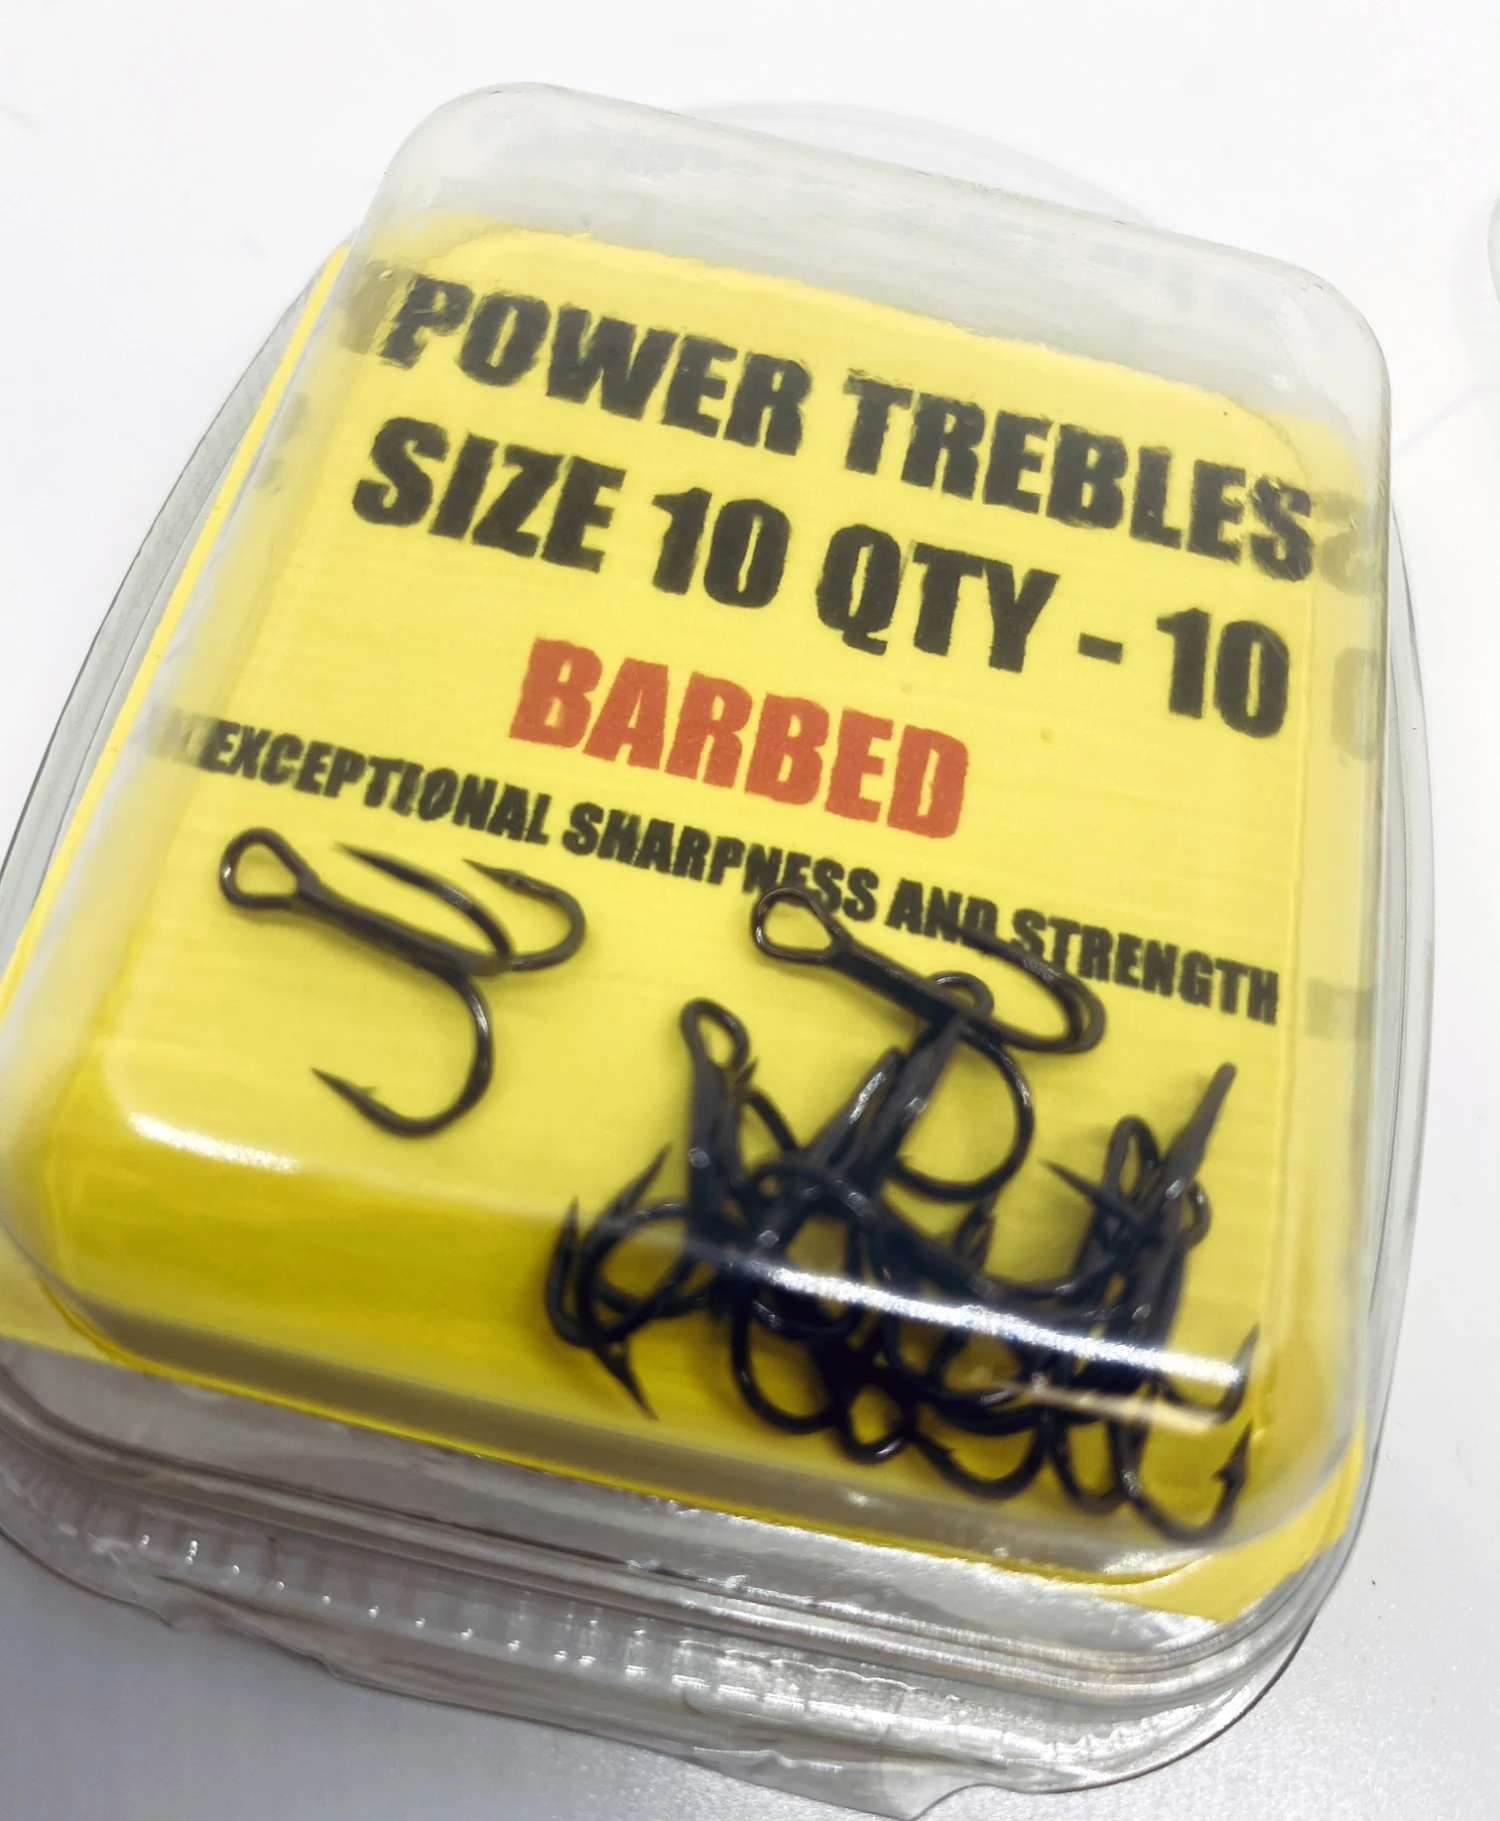 POWER TREBLES
SIZE 10 QTY - 10
BARBED
EXCEPTIONAL SHARPNESS AND STRENGTH